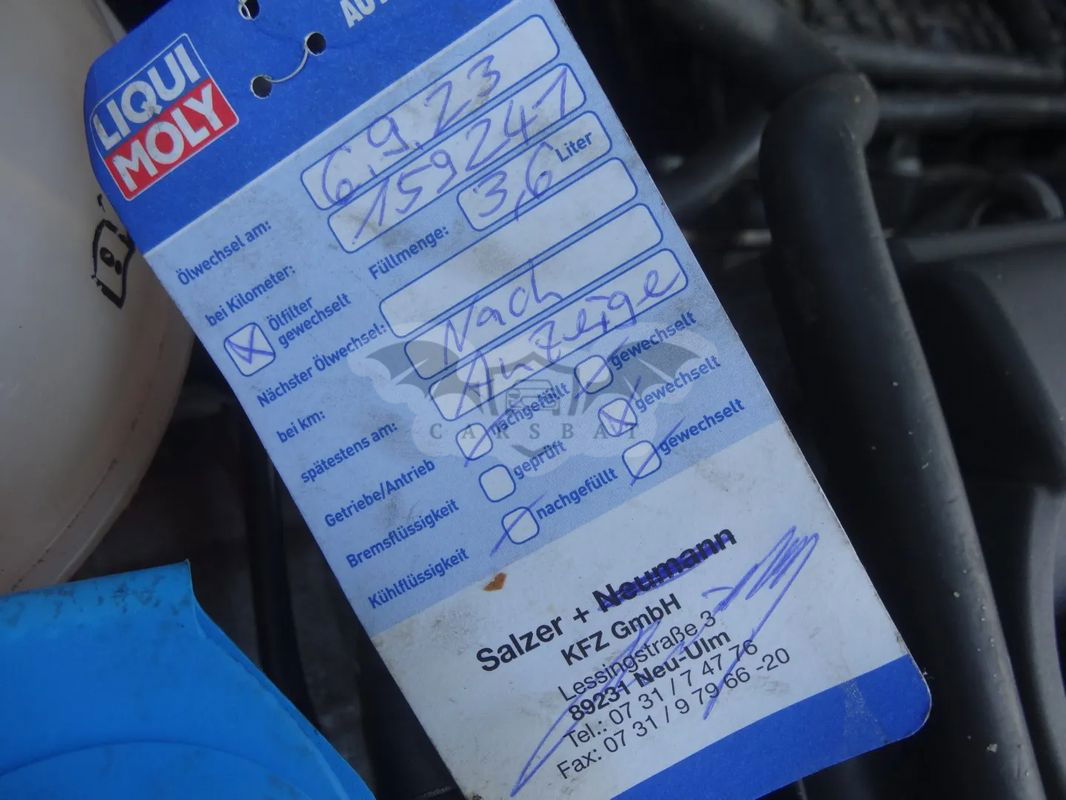 LIQUI
MOLY
Ölwechsel am: 6.9.23
bei Kilometer: 159241
Ölfilter gewechselt Füllmenge: 3,6 Liter
Nächster Ölwechsel:
bei km: Nach
spätestens am: Anzeige
Getriebe/Antrieb nachgefüllt gewechselt
Bremsflüssigkeit geprüft gewechselt
Kühlflüssigkeit nachgefüllt gewechselt
CARSBAT
Salzer + Neumann
KFZ GmbH
Lessingstraße 3
89231 Neu-Ulm
Tel.: 07 31 / 7 47 76
Fax: 07 31 / 9 79 66 -20